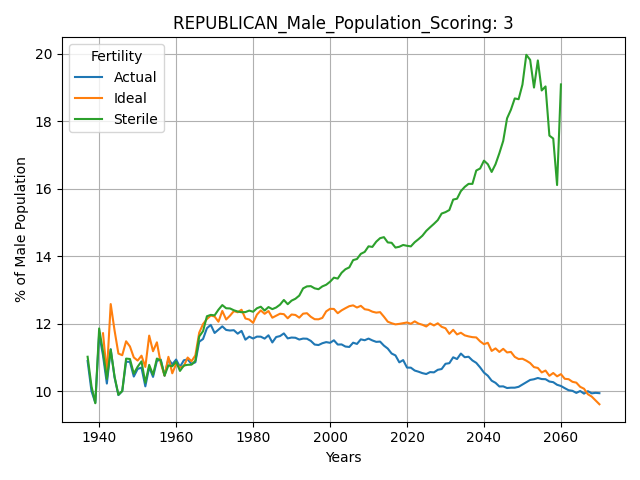 REPUBLICAN_Male_Population_Scoring: 3
Fertility
Actual
Ideal
Sterile
% of Male Population
20
18
16
14
12
10
1940 1960 1980 2000 2020 2040 2060
Years